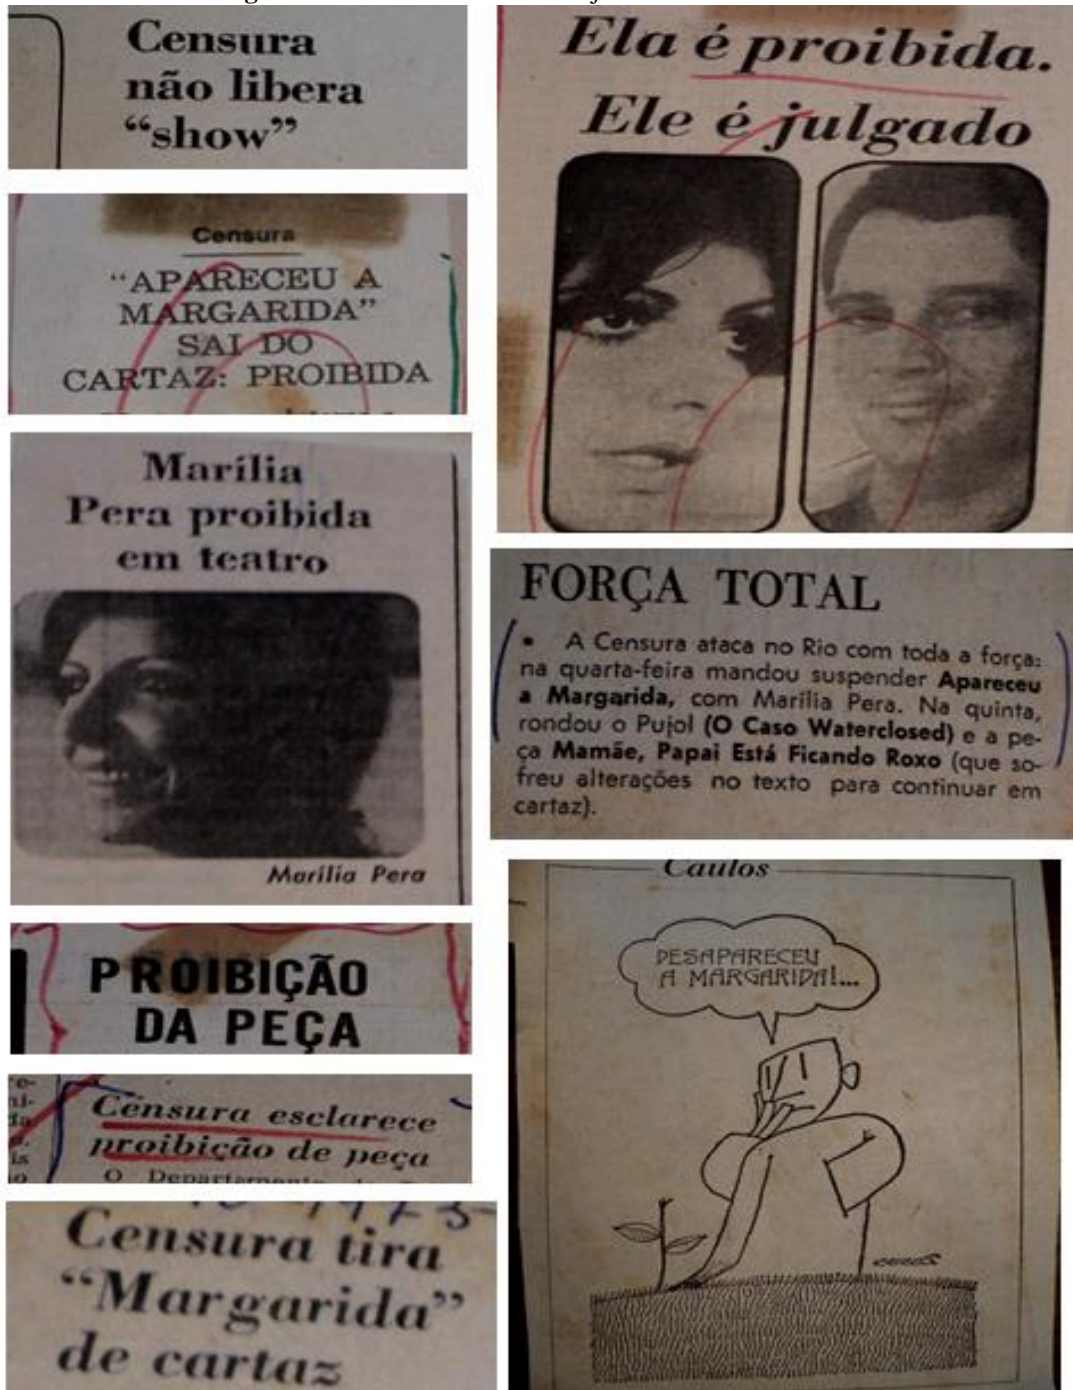 Censura
não libera
“show”
Censura
“APARECEU A
MARGARIDA”
SAI DO
CARTAZ: PROIBIDA
Marília
Pera proibida
em teatro
Marília Pera
PROIBIÇÃO
DA PEÇA
Censura esclarece
proibição de peça
O Departamento
Censura tira
“Margarida”
de cartaz
Ela é proibida.
Ele é julgado
FORÇA TOTAL
• A Censura ataca no Rio com toda a força:
na quarta-feira mandou suspender Apareceu
a Margarida, com Marília Pera. Na quinta,
rondou o Pujol (O Caso Waterclosed) e a pe-
ça Mamãe, Papai Está Ficando Roxo (que so-
freu alterações no texto para continuar em
cartaz).
Caulos
DESAPARECEU
A MARGARIDA!...